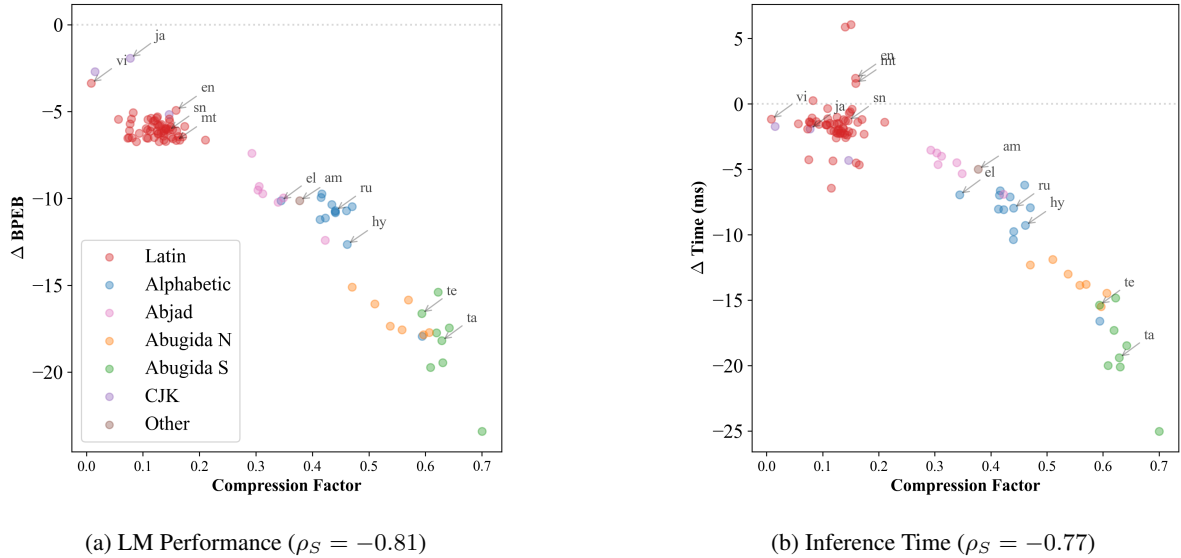 0
−5
−10
−15
−20
Δ BPEB
0.0 0.1 0.2 0.3 0.4 0.5 0.6 0.7
Compression Factor
vi
ja
en
sn
mt
el
am
ru
hy
te
ta
Latin
Alphabetic
Abjad
Abugida N
Abugida S
CJK
Other
(a) LM Performance (ρS = −0.81)
5
0
−5
−10
−15
−20
−25
Δ Time (ms)
0.0 0.1 0.2 0.3 0.4 0.5 0.6 0.7
Compression Factor
en
mt
vi
ja
sn
am
el
ru
hy
te
ta
(b) Inference Time (ρS = −0.77)